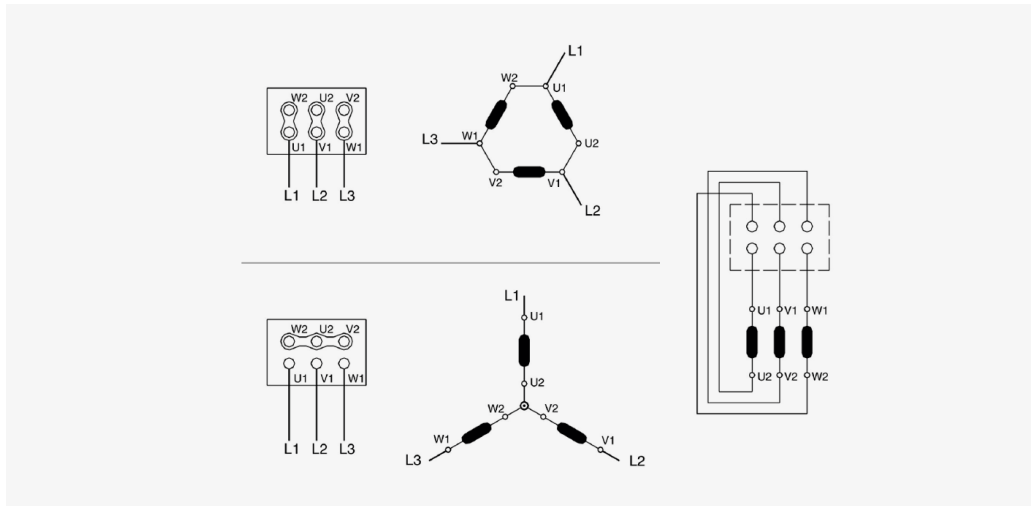 W2 U2 V2
U1 V1 W1
L1 L2 L3
L1
W2 U1
L3 W1 U2
V2 V1
L2
W2 U2 V2
U1 V1 W1
L1 L2 L3
L1
U1
U2
W2 V2
W1 V1
L3 L2
U1 V1 W1
U2 V2 W2